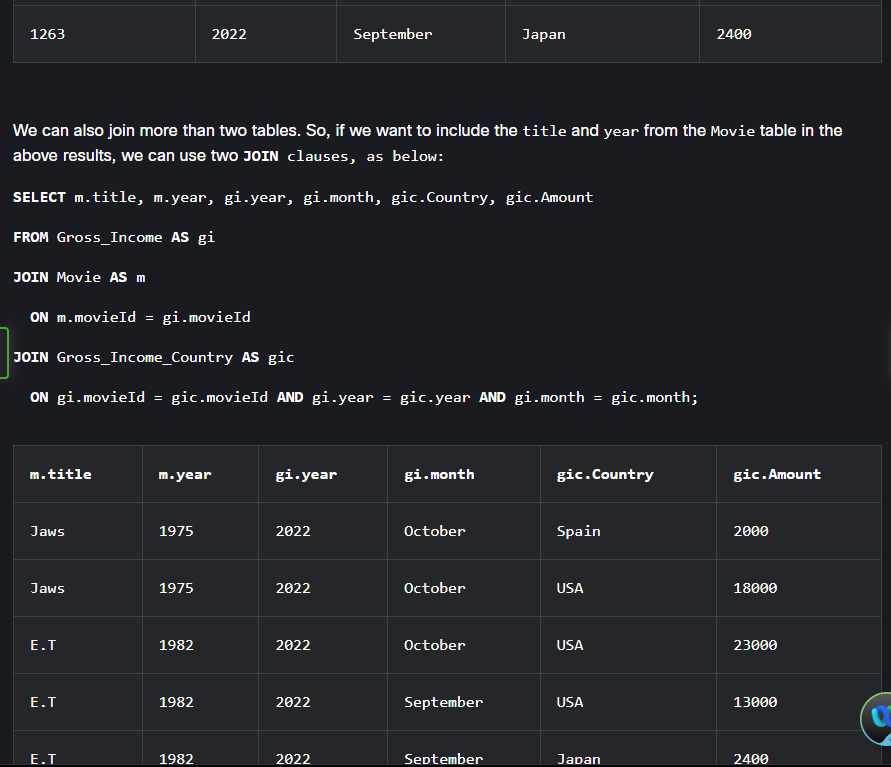 1263 2022 September Japan 2400
We can also join more than two tables. So, if we want to include the title and year from the Movie table in the
above results, we can use two JOIN clauses, as below:
SELECT m.title, m.year, gi.year, gi.month, gic.Country, gic.Amount
FROM Gross_Income AS gi
JOIN Movie AS m
ON m.movieId = gi.movieId
JOIN Gross_Income_Country AS gic
ON gi.movieId = gic.movieId AND gi.year = gic.year AND gi.month = gic.month;
m.title m.year gi.year gi.month gic.Country gic.Amount
Jaws 1975 2022 October Spain 2000
Jaws 1975 2022 October USA 18000
E.T 1982 2022 October USA 23000
E.T 1982 2022 September USA 13000
E.T 1982 2022 September Japan 2400